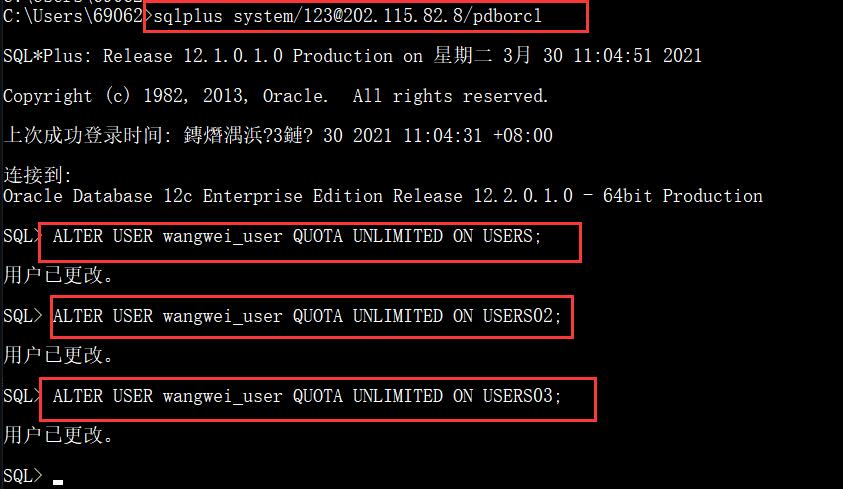 C:\Users\69062>sqlplus system/123@202.115.82.8/pdborcl
SQL*Plus: Release 12.1.0.1.0 Production on 星期二 3月 30 11:04:51 2021
Copyright (c) 1982, 2013, Oracle.  All rights reserved.
上次成功登录时间: 鏄熸湡浜?3鏈? 30 2021 11:04:31 +08:00
连接到:
Oracle Database 12c Enterprise Edition Release 12.2.0.1.0 - 64bit Production
SQL> ALTER USER wangwei_user QUOTA UNLIMITED ON USERS;
用户已更改。
SQL> ALTER USER wangwei_user QUOTA UNLIMITED ON USERS02;
用户已更改。
SQL> ALTER USER wangwei_user QUOTA UNLIMITED ON USERS03;
用户已更改。
SQL>